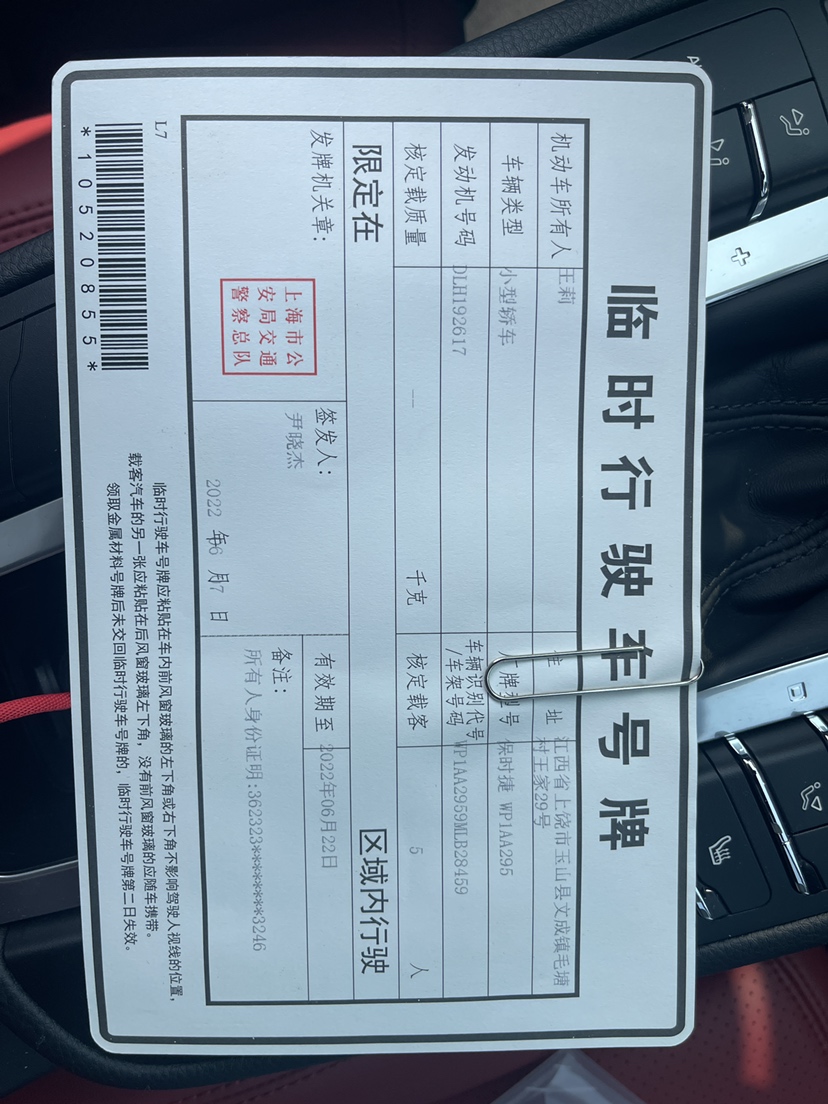 临时行驶车号牌
机动车所有人 王莉 住 址 江西省上饶市玉山县文成镇毛塘
村王家29号
车辆类型 小型轿车 牌型号 保时捷 WP1AA295
发动机号码 DLH192617 车辆识别代号
/车架号码 WP1AA2959MLB28459
核定载质量 — 千克 核定载客 5 人
限定在 区域内行驶
发牌机关章: 签发人: 有效期至 2022年06月22日
上海市公
安局交通
警察总队
尹晓杰 备注:
所有人身份证明:362323********3246
2022 年6 月7 日
L7
*10520855*
临时行驶车号牌应粘贴在车内前风窗玻璃的左下角或右下角不影响驾驶人视线的位置,
载客汽车的另一张应粘贴在后风窗玻璃左下角，没有前风窗玻璃的应随车携带。
领取金属材料号牌后未交回临时行驶车号牌的，临时行驶车号牌第二日失效。